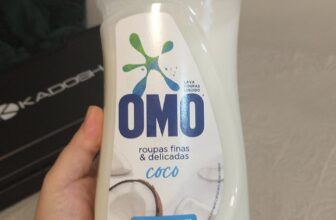 KADOSH
LAVA
ROUPAS
LÍQUIDO
OMO
roupas finas
& delicadas
coco